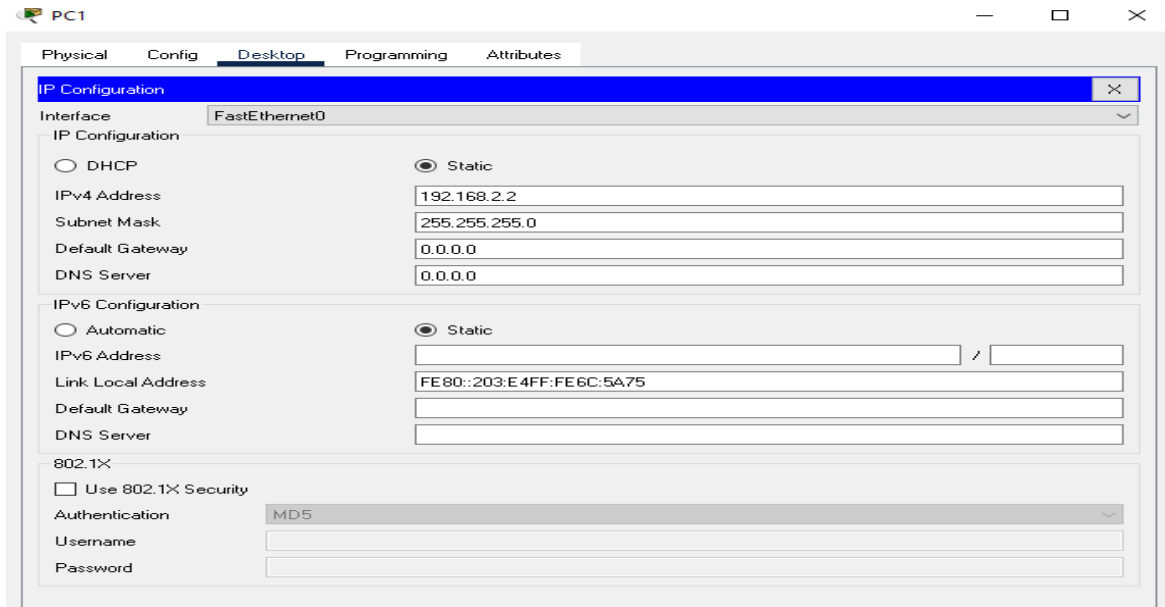 PC1
Physical Config Desktop Programming Attributes
IP Configuration X
Interface FastEthernet0
IP Configuration
DHCP Static
IPv4 Address 192.168.2.2
Subnet Mask 255.255.255.0
Default Gateway 0.0.0.0
DNS Server 0.0.0.0
IPv6 Configuration
Automatic Static
IPv6 Address /
Link Local Address FE80::203:E4FF:FE6C:5A75
Default Gateway
DNS Server
802.1X
Use 802.1X Security
Authentication MD5
Username
Password